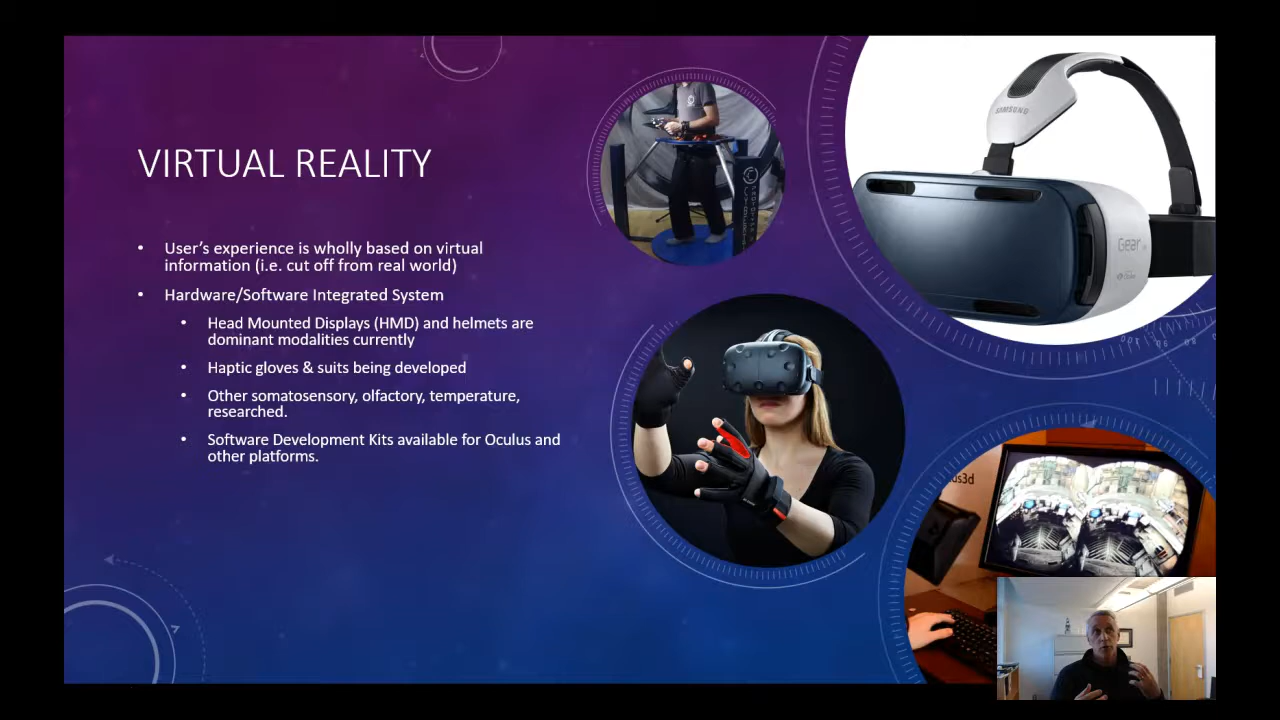 VIRTUAL REALITY
• User’s experience is wholly based on virtual
information (i.e. cut off from real world)
• Hardware/Software Integrated System
• Head Mounted Displays (HMD) and helmets are
dominant modalities currently
• Haptic gloves & suits being developed
• Other somatosensory, olfactory, temperature,
researched.
• Software Development Kits available for Oculus and
other platforms.
SAMSUNG
Gear
us3d